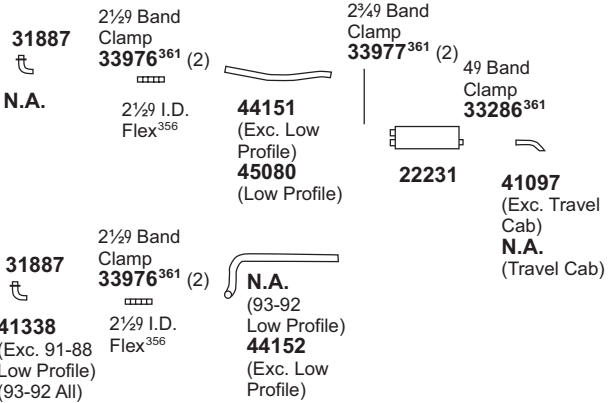 31887
N.A.
2½9 Band
Clamp
33976³⁶¹ (2)
2½9 I.D.
Flex³⁵⁶
44151
(Exc. Low
Profile)
45080
(Low Profile)
2¾9 Band
Clamp
33977³⁶¹ (2)
49 Band
Clamp
33286³⁶¹
22231
41097
(Exc. Travel
Cab)
N.A.
(Travel Cab)
31887
41338
(Exc. 91-88
Low Profile)
(93-92 All)
2½9 Band
Clamp
33976³⁶¹ (2)
2½9 I.D.
Flex³⁵⁶
N.A.
(93-92
Low Profile)
44152
(Exc. Low
Profile)